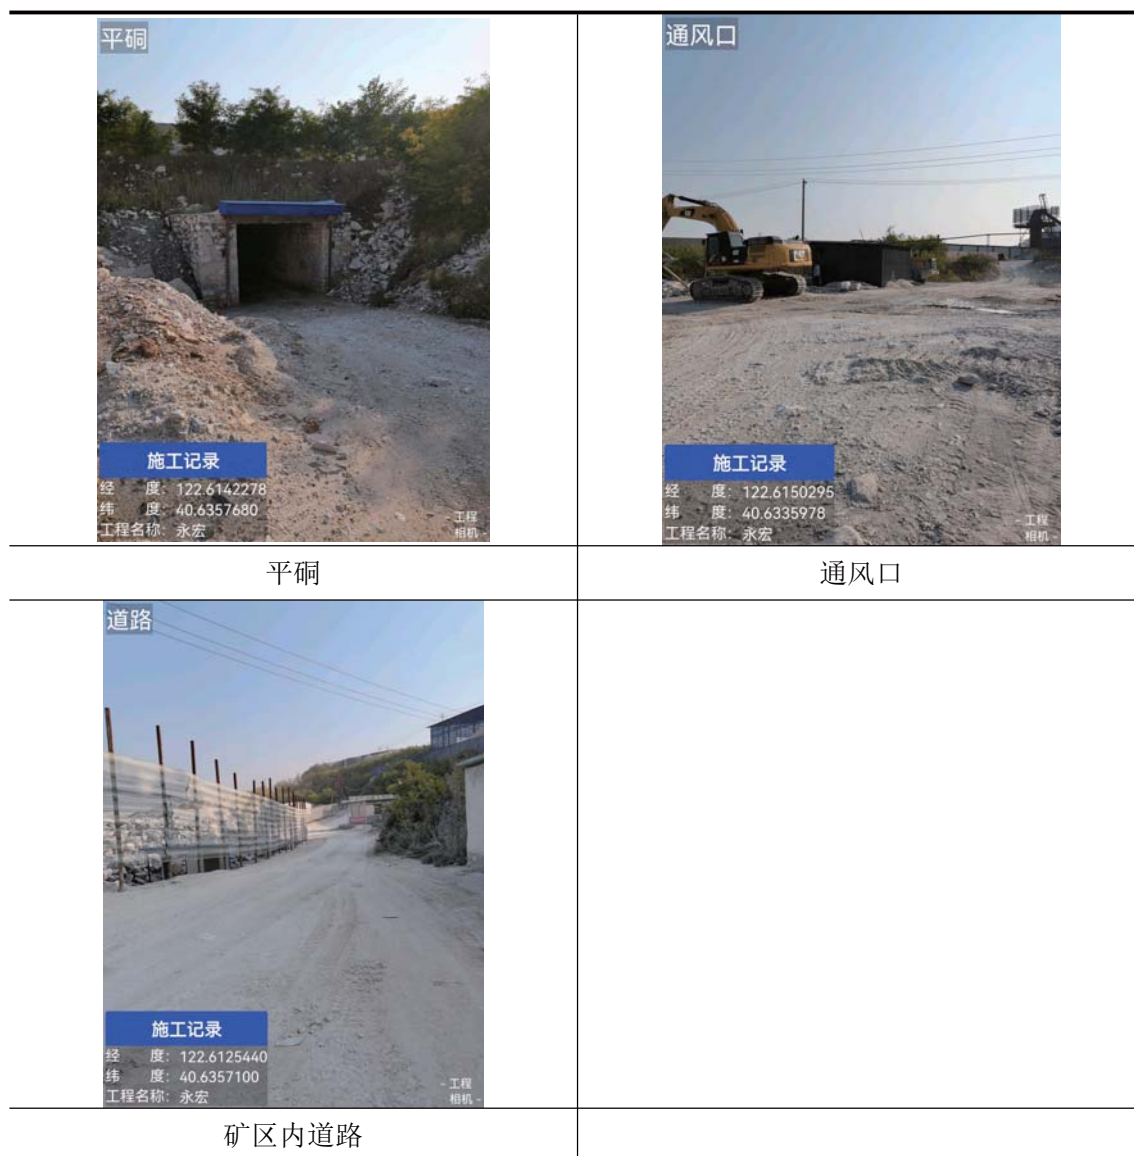 平硐
施工记录
经 度：122.6142278
纬 度：40.6357680
工程名称：永宏
工程
相机 -
通风口
CAT
施工记录
经 度：122.6150295
纬 度：40.6335978
工程名称：永宏
工程
相机 -
平硐
通风口
道路
施工记录
经 度：122.6125440
纬 度：40.6357100
工程名称：永宏
- 工程
相机 -
矿区内道路